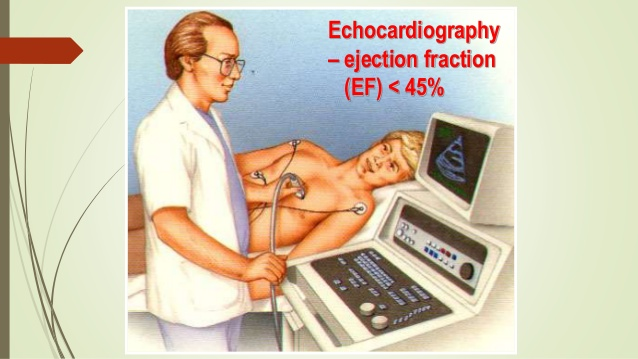 Echocardiography
– ejection fraction
(EF) < 45%